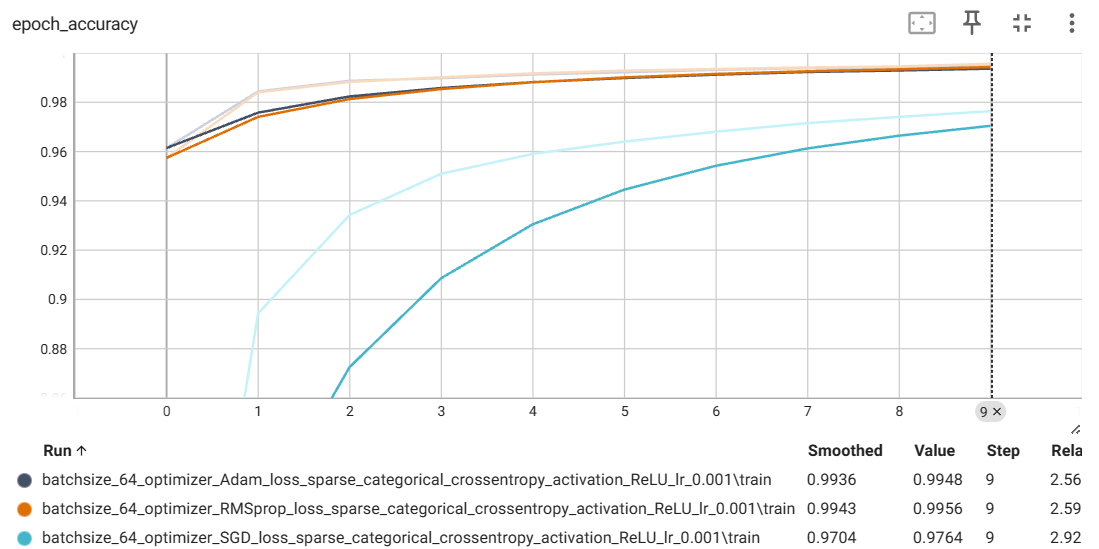 epoch_accuracy
0.98
0.96
0.94
0.92
0.9
0.88
0 1 2 3 4 5 6 7 8 9 ×
Run ↑ Smoothed Value Step Rela
batchsize_64_optimizer_Adam_loss_sparse_categorical_crossentropy_activation_ReLU_lr_0.001\train 0.9936 0.9948 9 2.56
batchsize_64_optimizer_RMSprop_loss_sparse_categorical_crossentropy_activation_ReLU_lr_0.001\train 0.9943 0.9956 9 2.59
batchsize_64_optimizer_SGD_loss_sparse_categorical_crossentropy_activation_ReLU_lr_0.001\train 0.9704 0.9764 9 2.92